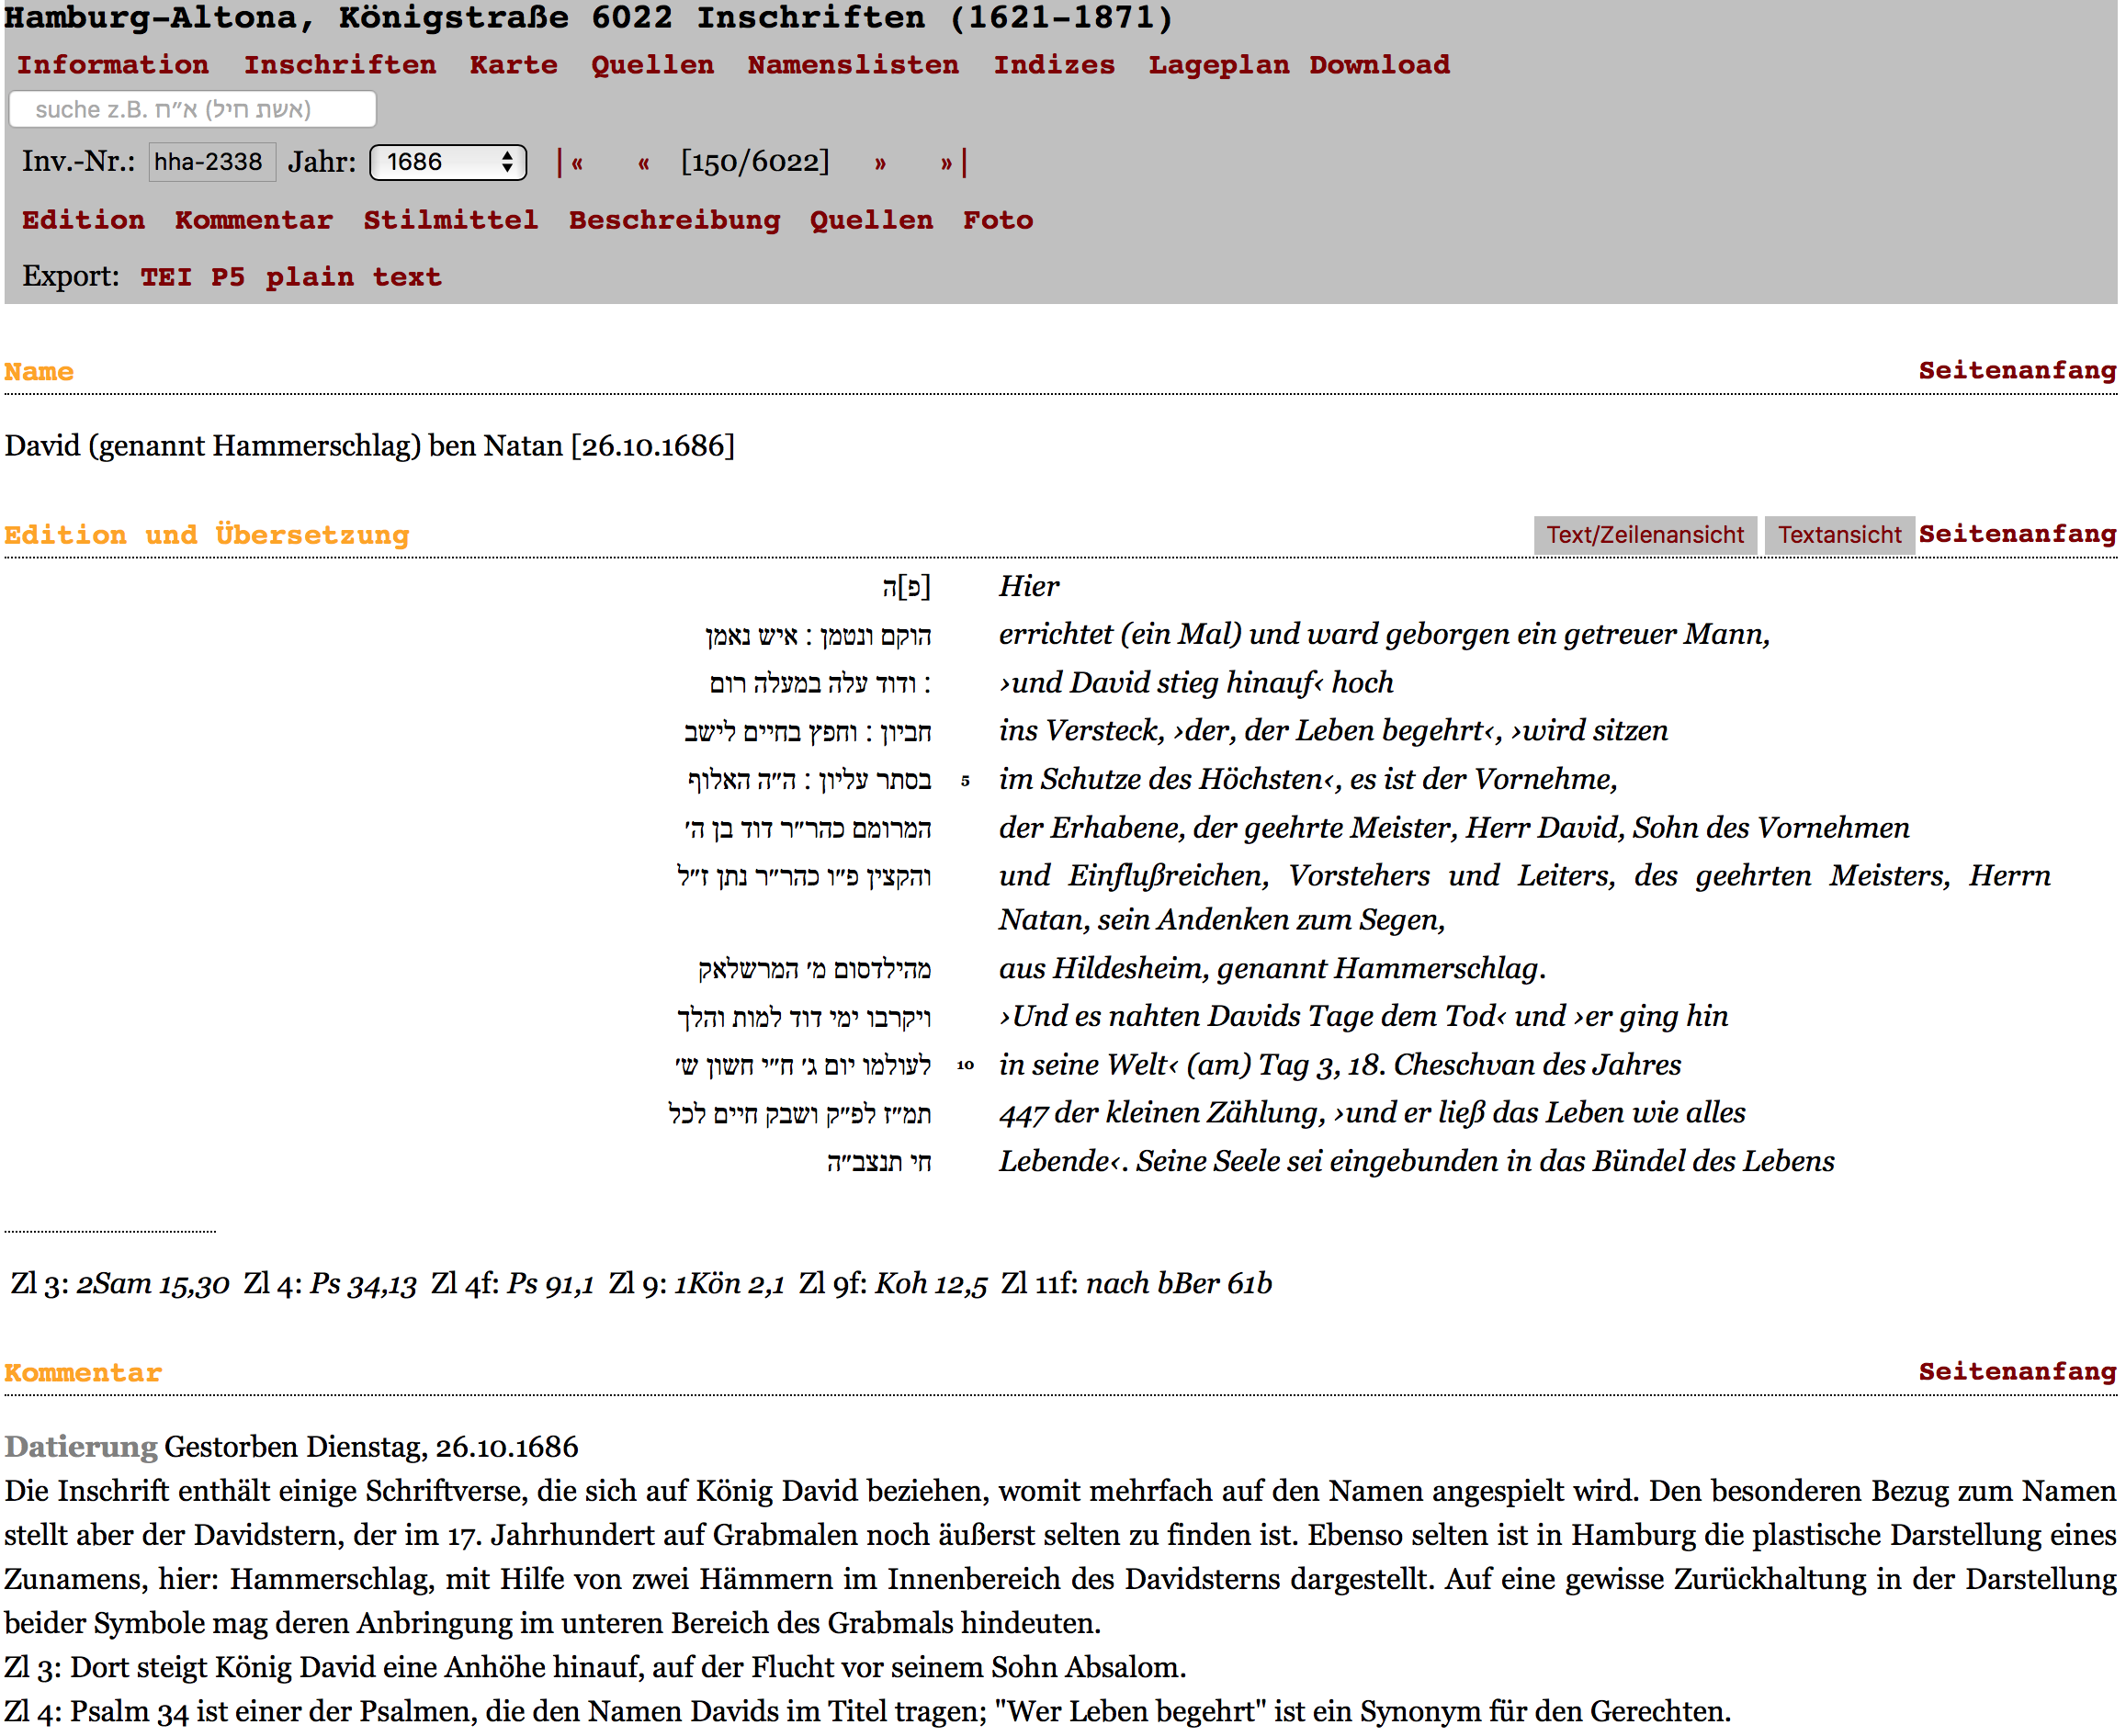 Hamburg-Altona, Königstraße 6022 Inschriften (1621-1871)
Information Inschriften Karte Quellen Namenslisten Indizes Lageplan Download
suche z.B. א״ח (אשת חיל)
Inv.-Nr.: hha-2338 Jahr: 1686 |« « [150/6022] » »|
Edition Kommentar Stilmittel Beschreibung Quellen Foto
Export: TEI P5 plain text
Name Seitenanfang
David (genannt Hammerschlag) ben Natan [26.10.1686]
Edition und Übersetzung Text/Zeilenansicht Textansicht Seitenanfang
[פ]ה Hier
הוקם ונטמן : איש נאמן errichtet (ein Mal) und ward geborgen ein getreuer Mann,
: ודוד עלה במעלה רום ›und David stieg hinauf‹ hoch
חביון : וחפץ בחיים לישב ins Versteck, ›der, der Leben begehrt‹, ›wird sitzen
בסתר עליון : ה״ה האלוף 5 im Schutze des Höchsten‹, es ist der Vornehme,
המרומם כהר״ר דוד בן ה׳ der Erhabene, der geehrte Meister, Herr David, Sohn des Vornehmen
והקצין פ״ו כהר״ר נתן ז״ל und Einflußreichen, Vorstehers und Leiters, des geehrten Meisters, Herrn
Natan, sein Andenken zum Segen,
מהילדסום מ׳ המרשלאק aus Hildesheim, genannt Hammerschlag.
ויקרבו ימי דוד למות והלך ›Und es nahten Davids Tage dem Tod‹ und ›er ging hin
לעולמו יום ג׳ ח״י חשון ש׳ 10 in seine Welt‹ (am) Tag 3, 18. Cheschvan des Jahres
תמ״ז לפ״ק ושבק חיים לכל 447 der kleinen Zählung, ›und er ließ das Leben wie alles
חי תנצב״ה Lebende‹. Seine Seele sei eingebunden in das Bündel des Lebens
Zl 3: 2Sam 15,30 Zl 4: Ps 34,13 Zl 4f: Ps 91,1 Zl 9: 1Kön 2,1 Zl 9f: Koh 12,5 Zl 11f: nach bBer 61b
Kommentar Seitenanfang
Datierung Gestorben Dienstag, 26.10.1686
Die Inschrift enthält einige Schriftverse, die sich auf König David beziehen, womit mehrfach auf den Namen angespielt wird. Den besonderen Bezug zum Namen
stellt aber der Davidstern, der im 17. Jahrhundert auf Grabmalen noch äußerst selten zu finden ist. Ebenso selten ist in Hamburg die plastische Darstellung eines
Zunamens, hier: Hammerschlag, mit Hilfe von zwei Hämmern im Innenbereich des Davidsterns dargestellt. Auf eine gewisse Zurückhaltung in der Darstellung
beider Symbole mag deren Anbringung im unteren Bereich des Grabmals hindeuten.
Zl 3: Dort steigt König David eine Anhöhe hinauf, auf der Flucht vor seinem Sohn Absalom.
Zl 4: Psalm 34 ist einer der Psalmen, die den Namen Davids im Titel tragen; "Wer Leben begehrt" ist ein Synonym für den Gerechten.